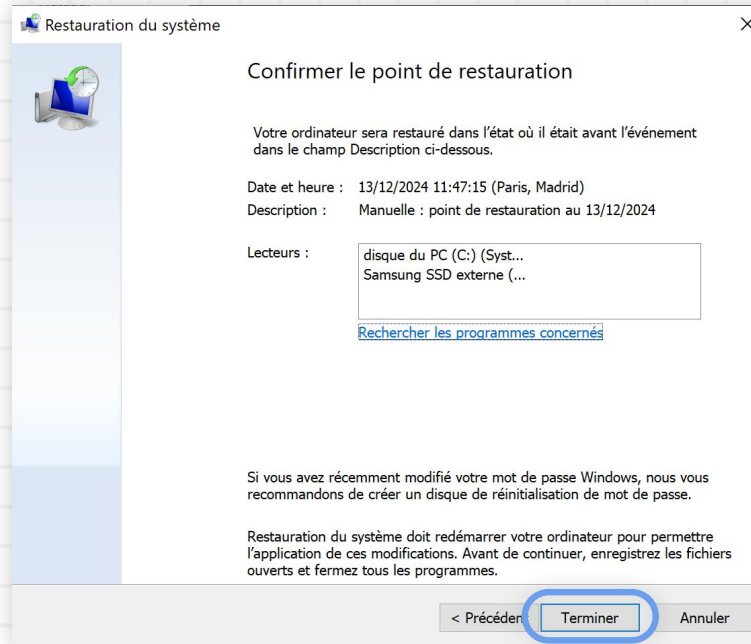 Restauration du système
Confirmer le point de restauration
Votre ordinateur sera restauré dans l'état où il était avant l'événement
dans le champ Description ci-dessous.
Date et heure : 13/12/2024 11:47:15 (Paris, Madrid)
Description : Manuelle : point de restauration au 13/12/2024
Lecteurs :
disque du PC (C:) (Syst...
Samsung SSD externe (...
Rechercher les programmes concernés
Si vous avez récemment modifié votre mot de passe Windows, nous vous
recommandons de créer un disque de réinitialisation de mot de passe.
Restauration du système doit redémarrer votre ordinateur pour permettre
l'application de ces modifications. Avant de continuer, enregistrez les fichiers
ouverts et fermez tous les programmes.
< Précéden Terminer Annuler